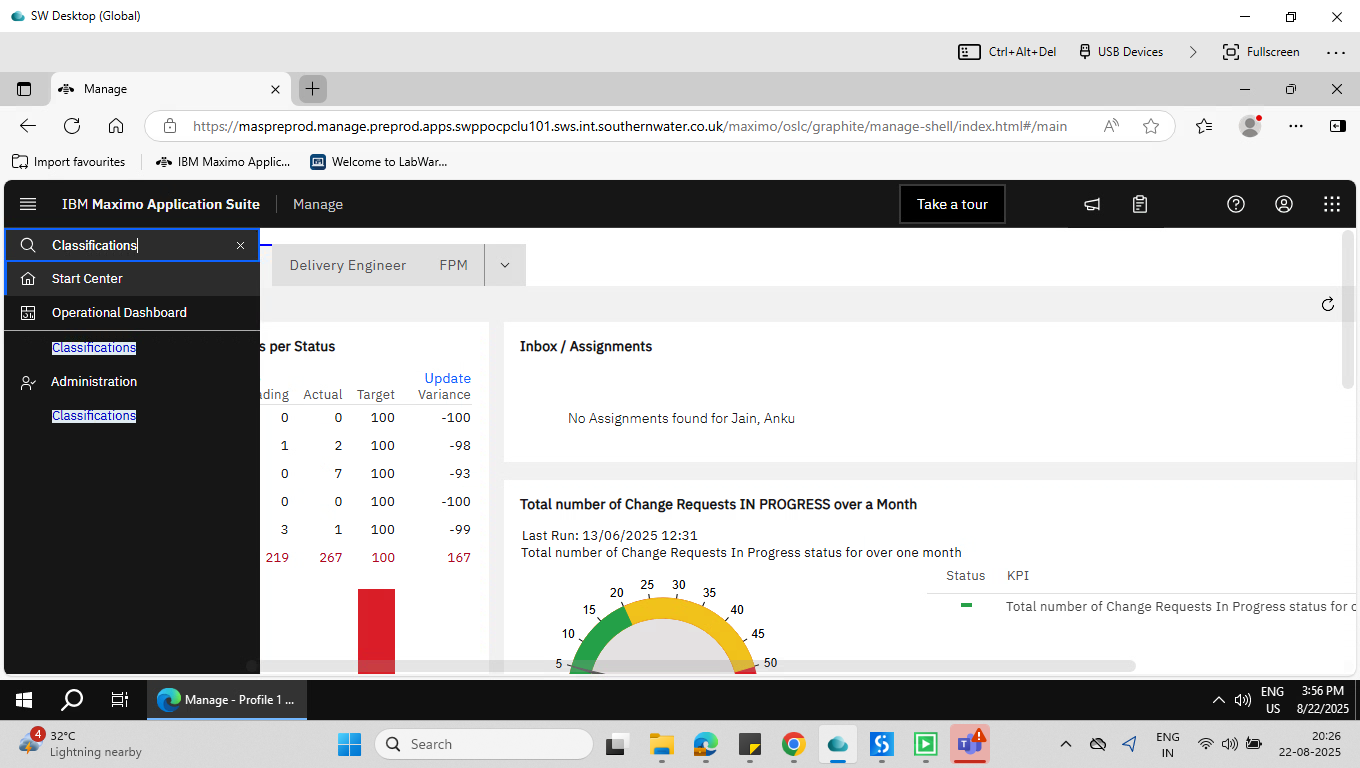 SW Desktop (Global)
Ctrl+Alt+Del USB Devices Fullscreen
Manage
https://maspreprod.manage.preprod.apps.swppocpclu101.sws.int.southernwater.co.uk/maximo/oslc/graphite/manage-shell/index.html#/main
Import favourites IBM Maximo Applic... Welcome to LabWar...
IBM Maximo Application Suite Manage Take a tour
Classifications
Start Center
Operational Dashboard
Classifications
Administration
Classifications
Delivery Engineer FPM
s per Status
Update
ding Actual Target Variance
0 0 100 -100
1 2 100 -98
0 7 100 -93
0 0 100 -100
3 1 100 -99
219 267 100 167
Inbox / Assignments
No Assignments found for Jain, Anku
Total number of Change Requests IN PROGRESS over a Month
Last Run: 13/06/2025 12:31
Total number of Change Requests In Progress status for over one month
Status KPI
Total number of Change Requests In Progress status for o
5 10 15 20 25 30 35 40 45 50
Manage - Profile 1 ...
ENG
US
3:56 PM
8/22/2025
4
32°C
Lightning nearby
Search
ENG
IN
20:26
22-08-2025